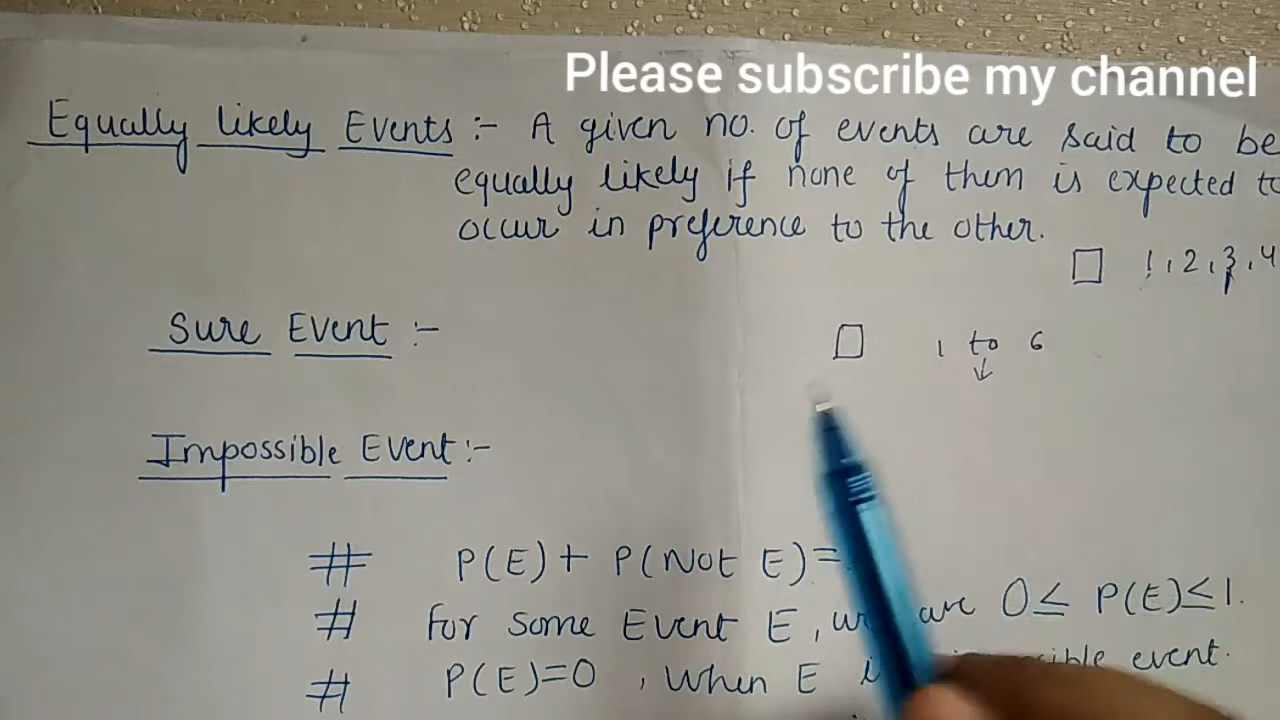 Please subscribe my channel
Equally likely Events :- A given no. of events are said to be
equally likely if none of them is expected to
occur in preference to the other.
1, 2, 3, 4
Sure Event :-
1 to 6
↓
Impossible Event :-
# P(E) + P(Not E) =
# For some Event E, are 0 ≤ P(E) ≤ 1.
# P(E)=0, When E event.